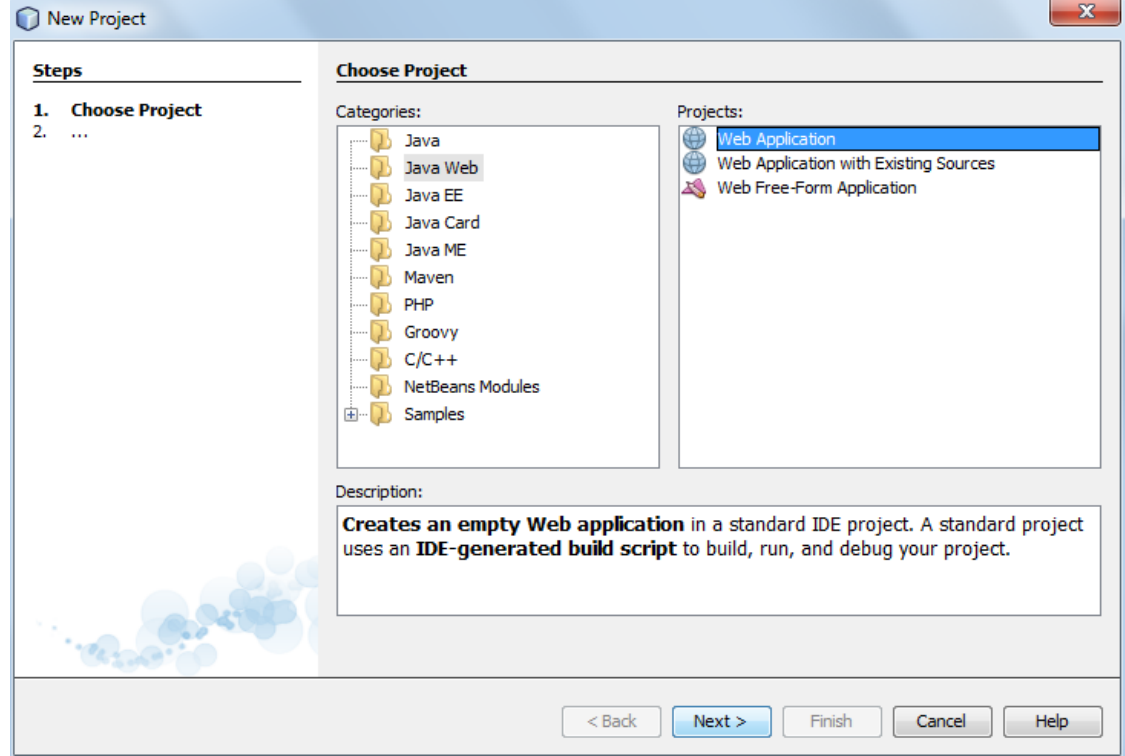 New Project
Steps
1. Choose Project
2. ...
Choose Project
Categories:
Java
Java Web
Java EE
Java Card
Java ME
Maven
PHP
Groovy
C/C++
NetBeans Modules
Samples
Projects:
Web Application
Web Application with Existing Sources
Web Free-Form Application
Description:
Creates an empty Web application in a standard IDE project. A standard project
uses an IDE-generated build script to build, run, and debug your project.
< Back
Next >
Finish
Cancel
Help